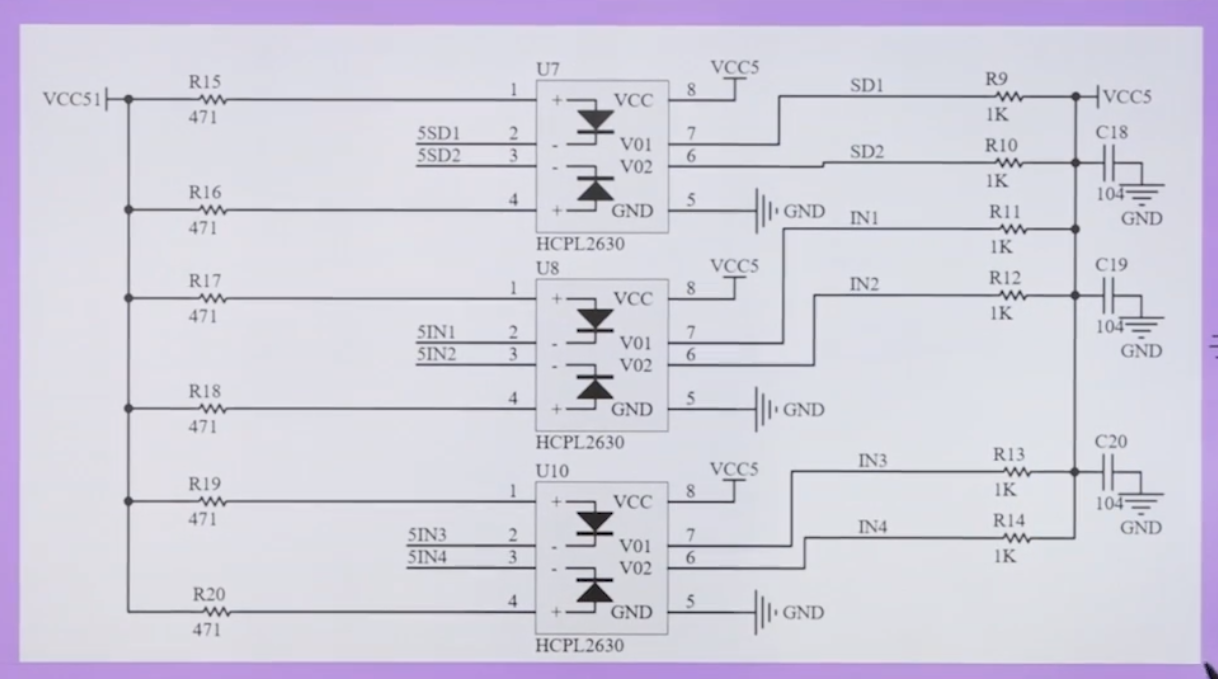 VCC51
R15
471
1
U7
+
VCC
8
VCC5
SD1
R9
1K
VCC5
5SD1
2
-
V01
7
5SD2
3
-
V02
6
SD2
R10
1K
C18
104
GND
R16
471
4
+
GND
5
GND
HCPL2630
IN1
R11
1K
R17
471
1
U8
+
VCC
8
VCC5
IN2
R12
1K
C19
104
GND
5IN1
2
-
V01
7
5IN2
3
-
V02
6
R18
471
4
+
GND
5
GND
HCPL2630
R19
471
1
U10
+
VCC
8
VCC5
IN3
R13
1K
C20
104
GND
5IN3
2
-
V01
7
5IN4
3
-
V02
6
IN4
R14
1K
R20
471
4
+
GND
5
GND
HCPL2630